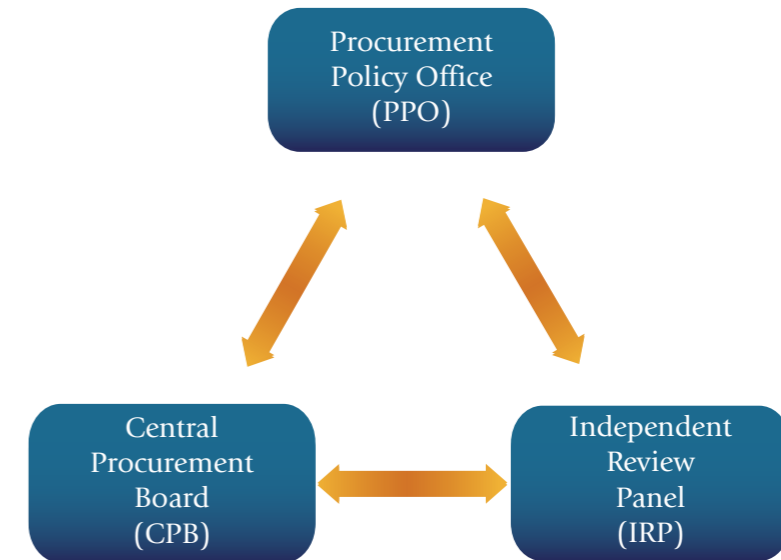 Procurement
Policy Office
(PPO)
Central
Procurement
Board
(CPB)
Independent
Review
Panel
(IRP)